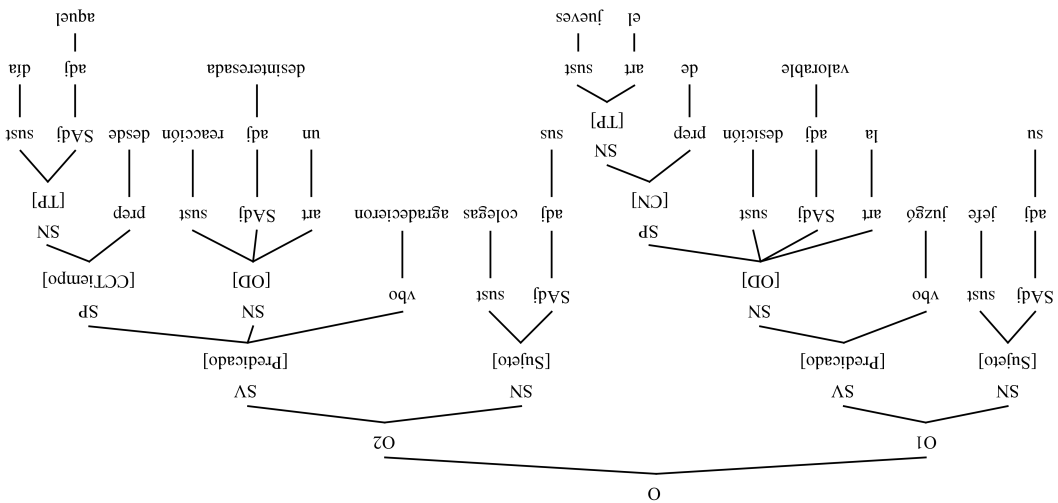 O
O1 O2
SN SV SN SV
[Sujeto] [Predicado] [Sujeto] [Predicado]
SN SN SP
SAdj sust vbo SAdj sust vbo
[OD] [OD] [CCTiempo]
SP SN
adj jefe juzgó art SAdj sust adj colegas agradecieron art SAdj sust prep
[CN] [TP]
SN
su la adj desición prep sus un adj reacción desde SAdj sust
[TP]
valorable de art sust desinteresada adj día
el jueves aquel